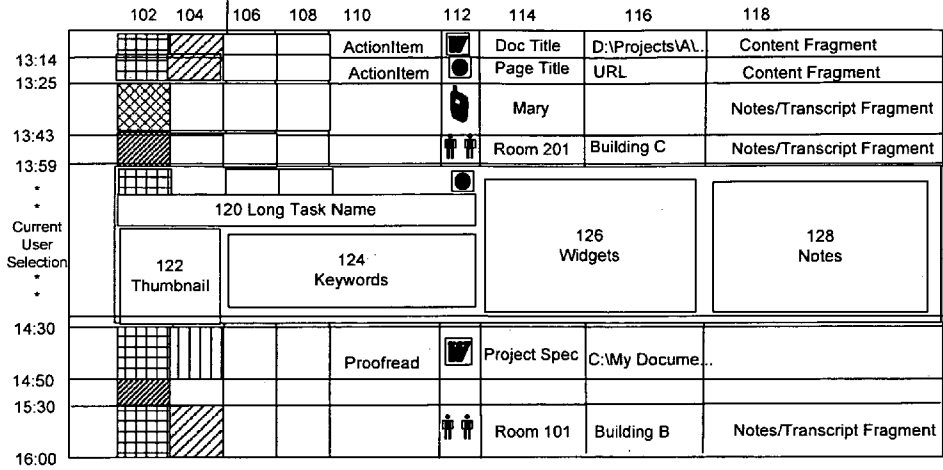 102 104 106 108 110 112 114 116 118
ActionItem Doc Title D:\Projects\A\... Content Fragment
13:14
ActionItem Page Title URL Content Fragment
13:25
Mary Notes/Transcript Fragment
13:43
Room 201 Building C Notes/Transcript Fragment
13:59
*
*
Current
User
Selection
*
*
120 Long Task Name
122
Thumbnail
124
Keywords
126
Widgets
128
Notes
14:30
Proofread Project Spec C:\My Docume...
14:50
15:30
Room 101 Building B Notes/Transcript Fragment
16:00